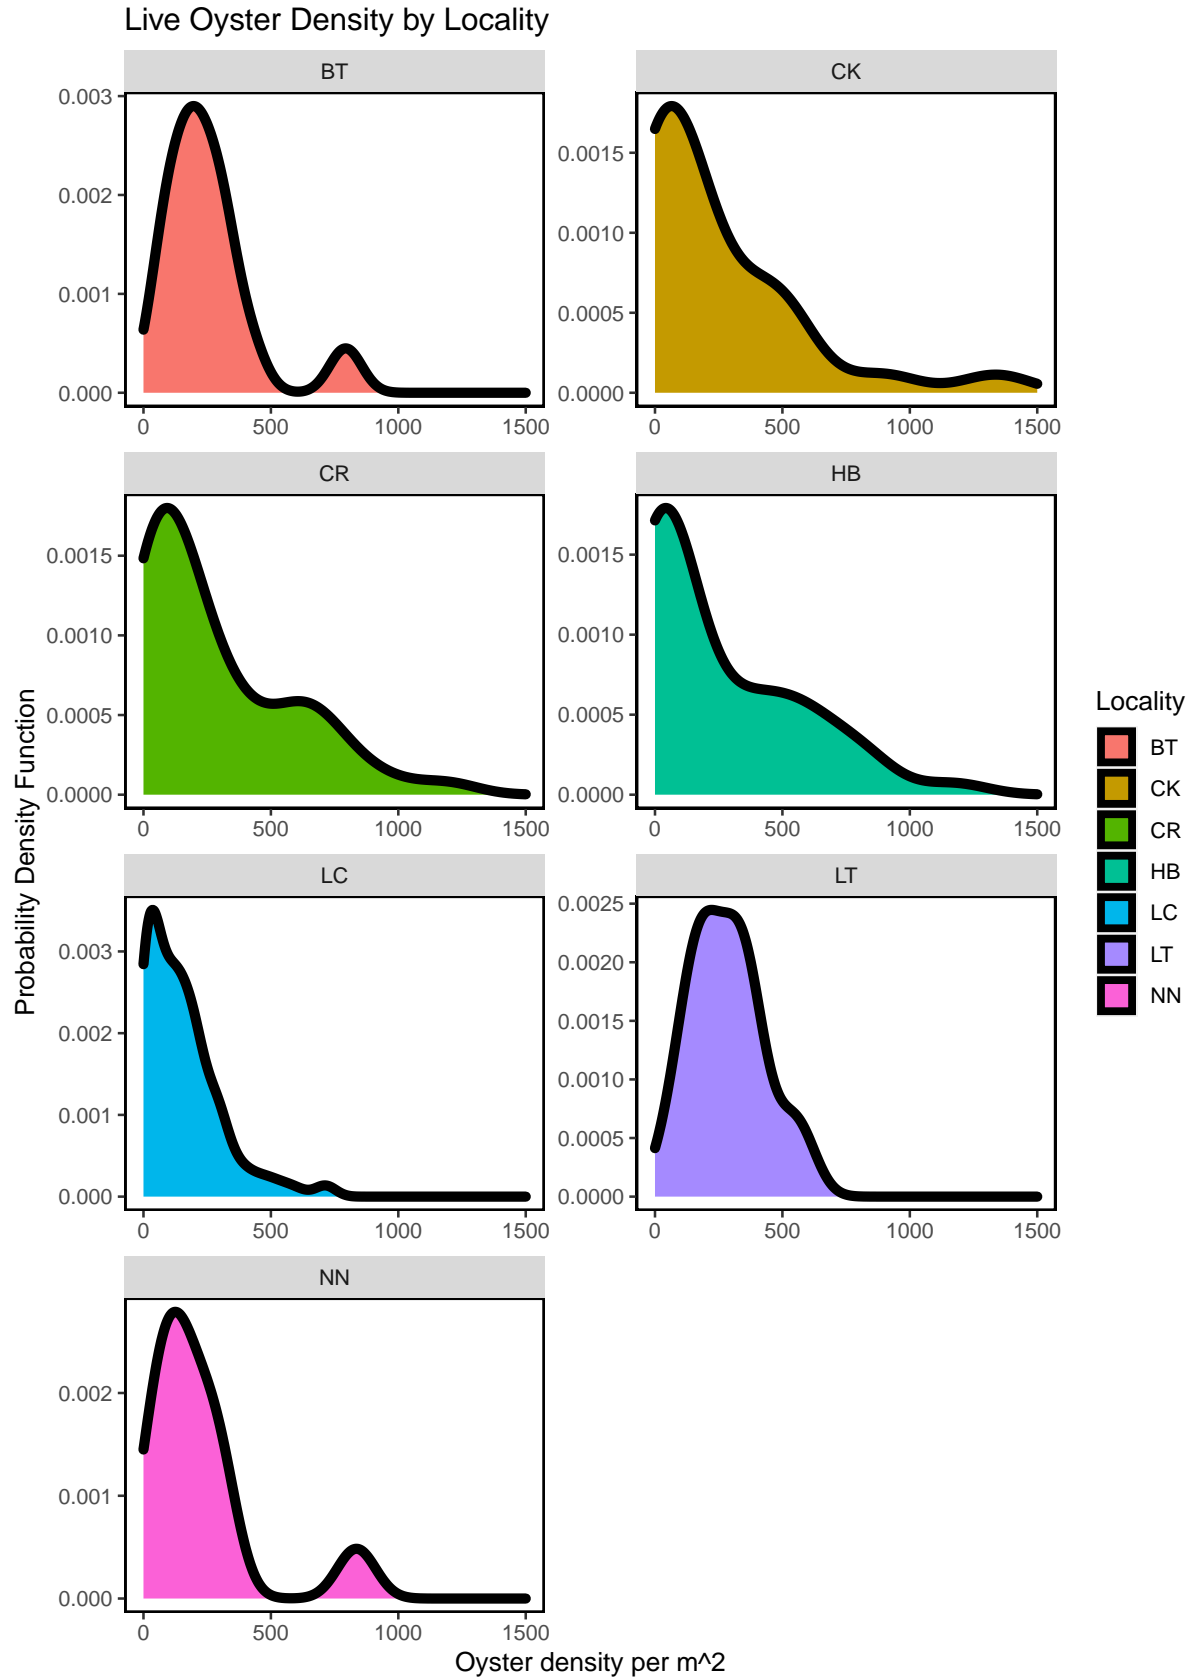 Live Oyster Density by Locality
BT
CK
0.003
0.002
0.001
0.000
0.0015
0.0010
0.0005
0.0000
0 500 1000 1500
0 500 1000 1500
CR
HB
0.0015
0.0010
0.0005
0.0000
0.0015
0.0010
0.0005
0.0000
0 500 1000 1500
0 500 1000 1500
LC
LT
0.003
0.002
0.001
0.000
0.0025
0.0020
0.0015
0.0010
0.0005
0.0000
0 500 1000 1500
0 500 1000 1500
NN
0.002
0.001
0.000
0 500 1000 1500
Oyster density per m^2
Probability Density Function
Locality
BT
CK
CR
HB
LC
LT
NN